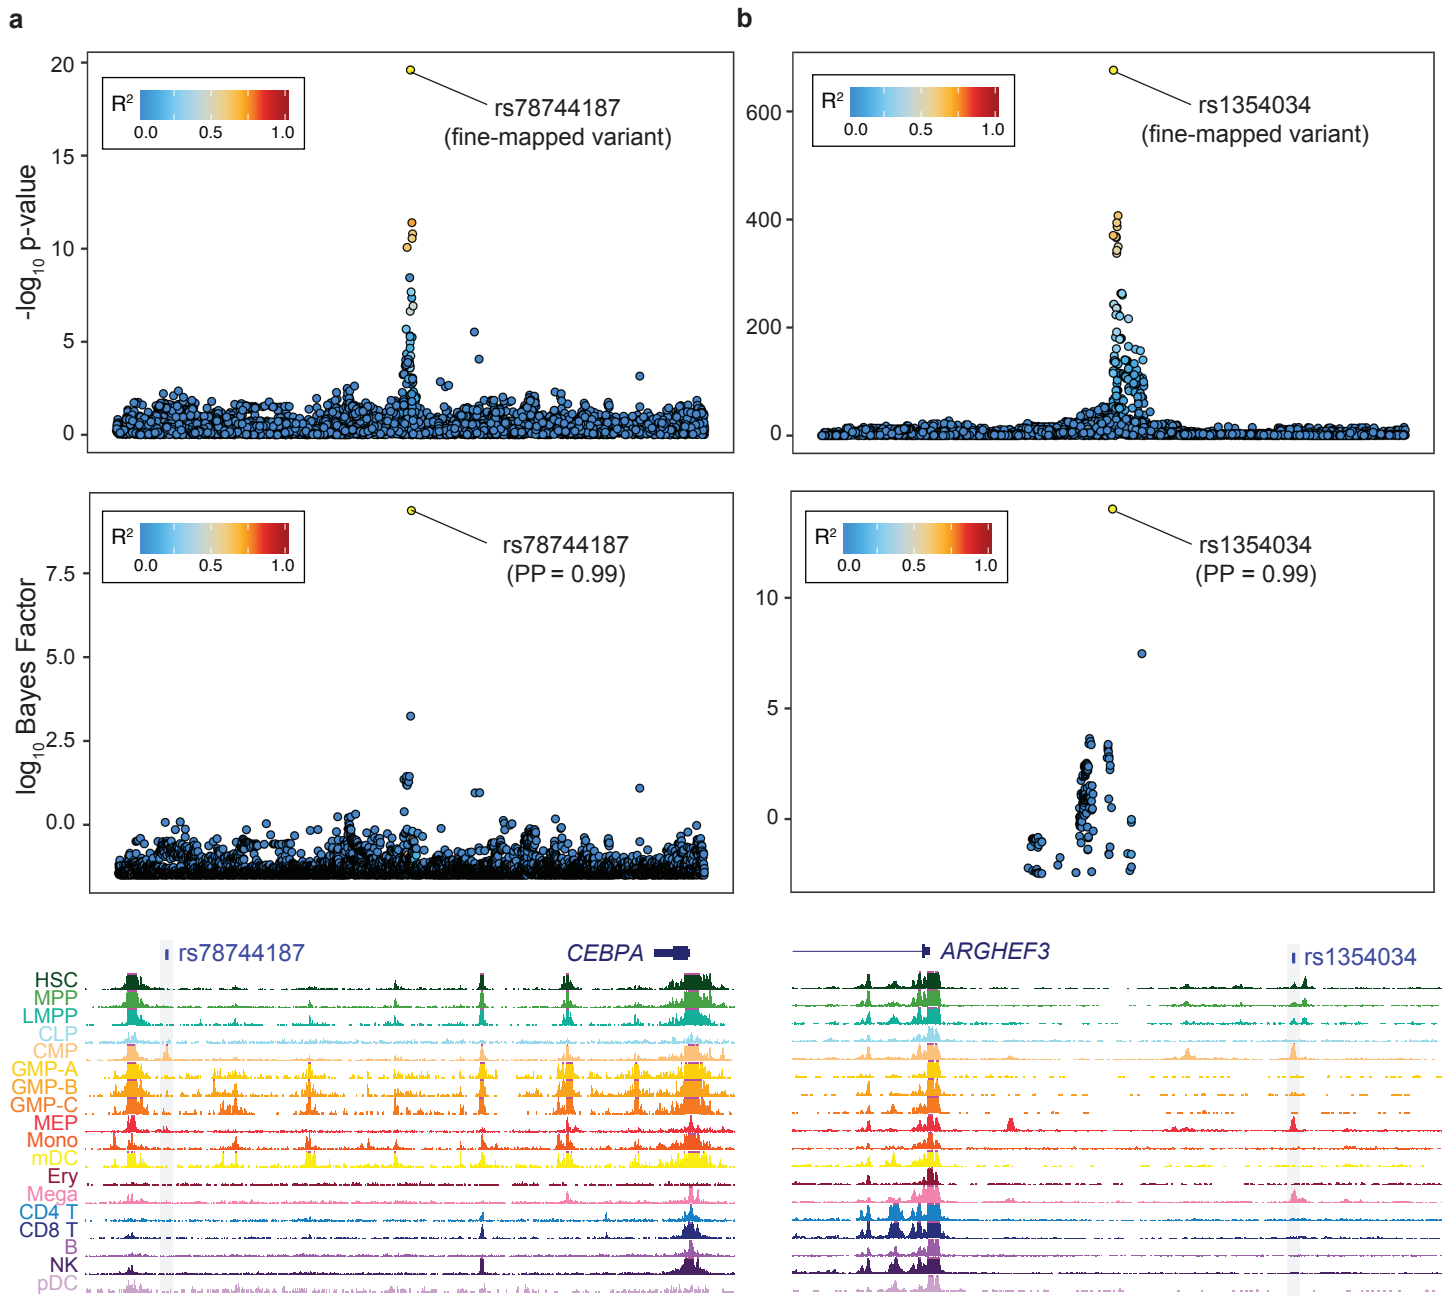 a
b
20
15
10
5
0
-log10 p-value
R2
0.0 0.5 1.0
rs78744187
(fine-mapped variant)
600
400
200
0
R2
0.0 0.5 1.0
rs1354034
(fine-mapped variant)
7.5
5.0
2.5
0.0
log10 Bayes Factor
R2
0.0 0.5 1.0
rs78744187
(PP = 0.99)
10
5
0
R2
0.0 0.5 1.0
rs1354034
(PP = 0.99)
rs78744187
CEBPA
ARGHEF3
rs1354034
HSC
MPP
LMPP
CLP
CMP
GMP-A
GMP-B
GMP-C
MEP
Mono
mDC
Ery
Mega
CD4 T
CD8 T
B
NK
pDC